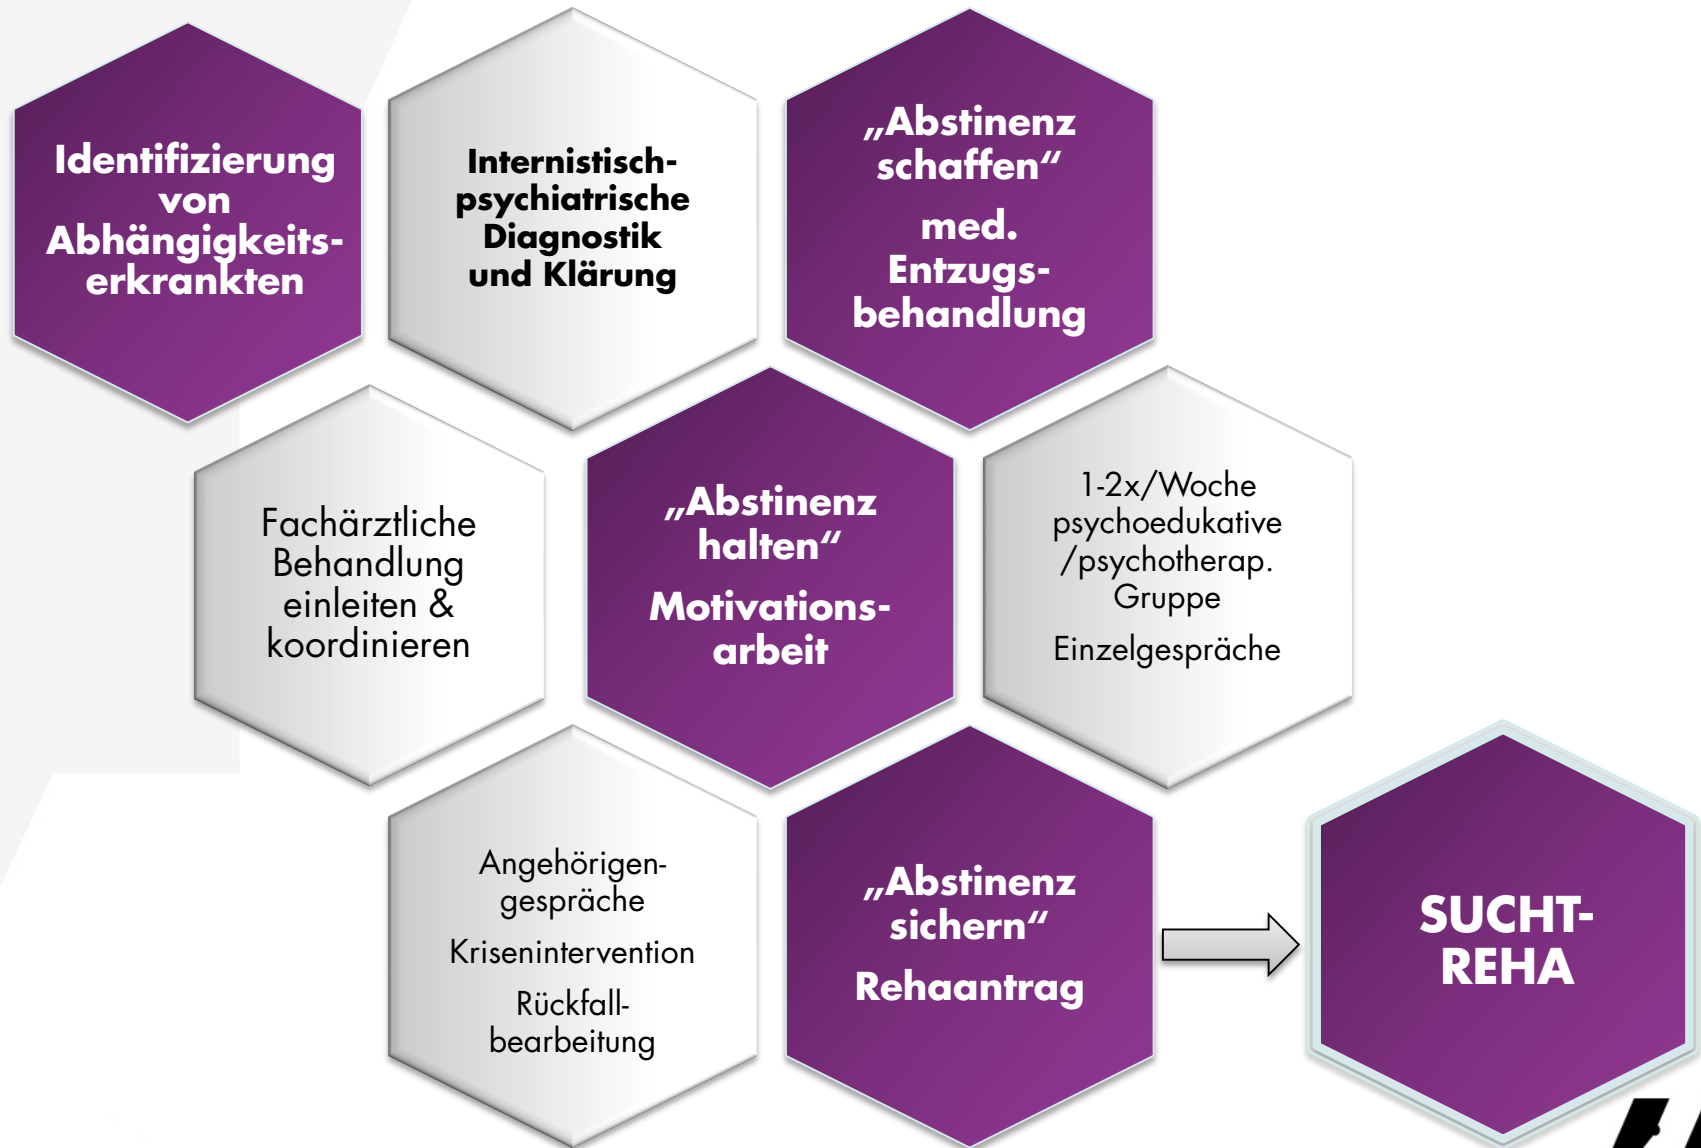 Identifizierung
von
Abhängigkeits-
erkrankten
Internistisch-
psychiatrische
Diagnostik
und Klärung
„Abstinenz
schaffen“
med.
Entzugs-
behandlung
Fachärztliche
Behandlung
einleiten &
koordinieren
„Abstinenz
halten“
Motivations-
arbeit
1-2x/Woche
psychoedukative
/psychotherap.
Gruppe
Einzelgespräche
Angehörigen-
gespräche
Krisenintervention
Rückfall-
bearbeitung
„Abstinenz
sichern“
Rehaantrag
SUCHT-
REHA